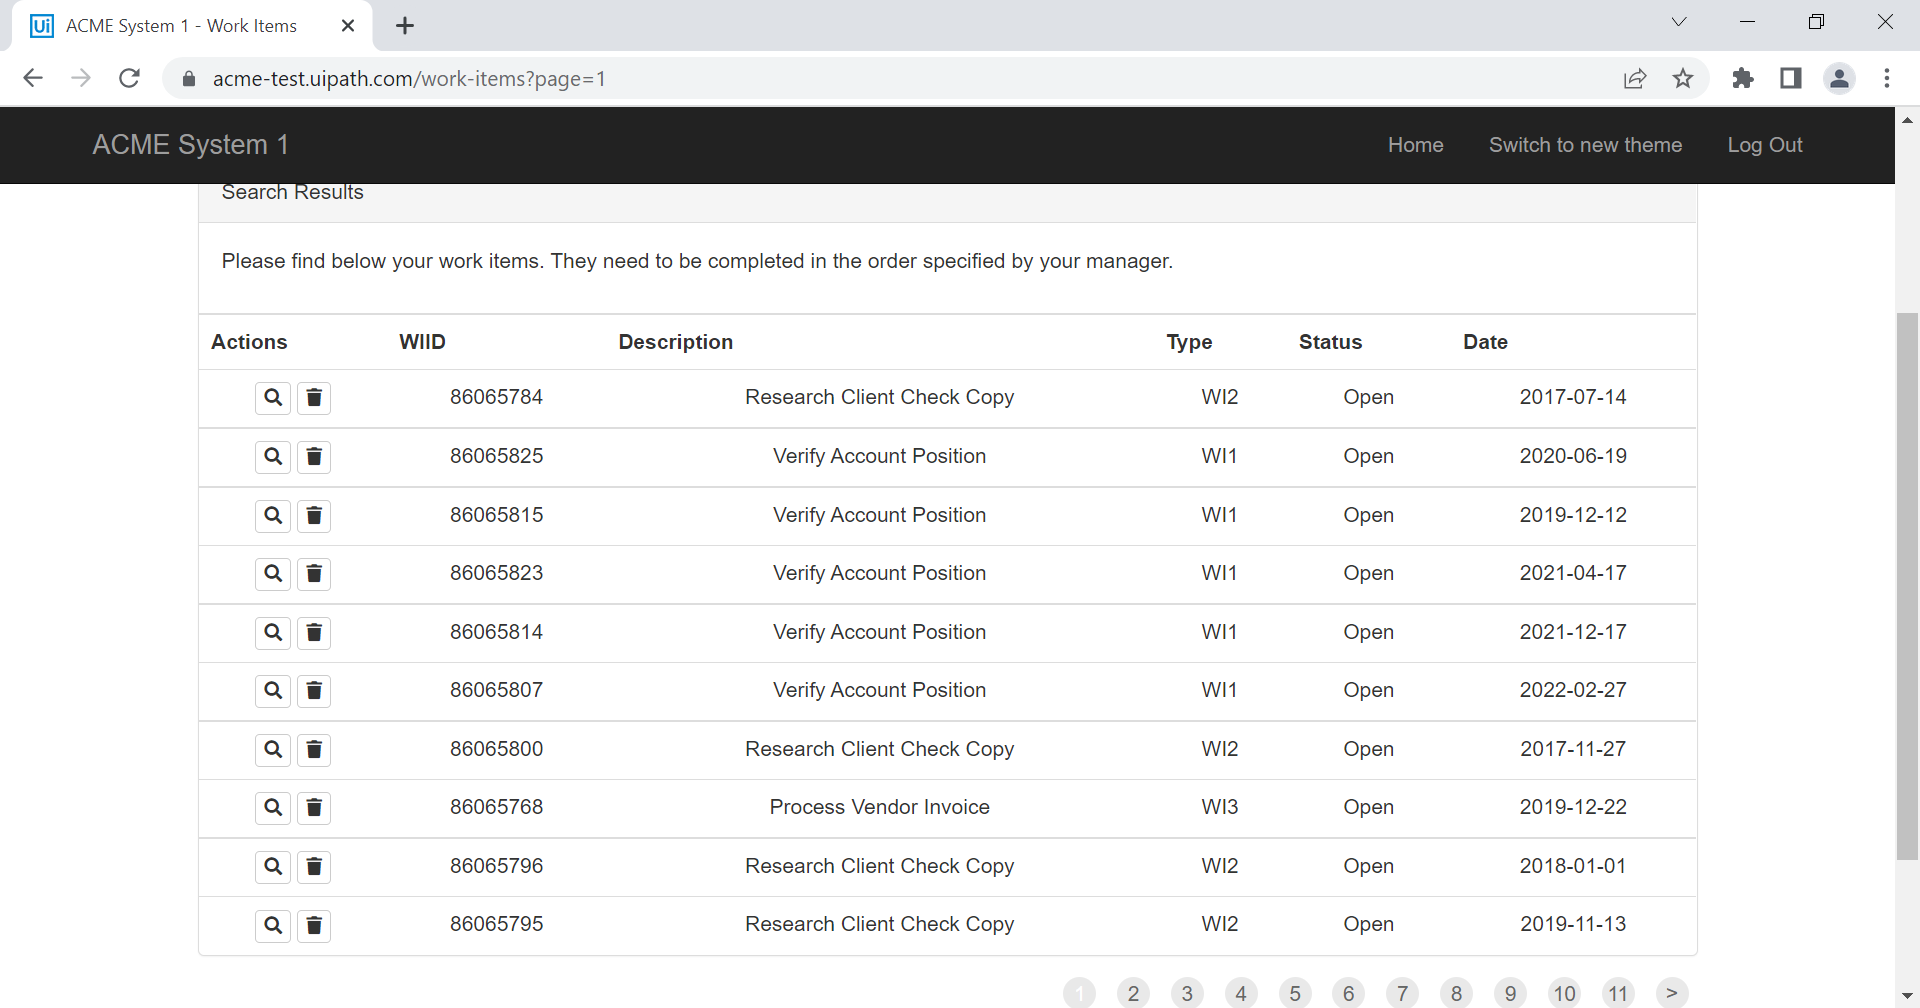 Ui ACME System 1 - Work Items
acme-test.uipath.com/work-items?page=1
ACME System 1 Home Switch to new theme Log Out
Search Results
Please find below your work items. They need to be completed in the order specified by your manager.
Actions WIID Description Type Status Date
86065784 Research Client Check Copy WI2 Open 2017-07-14
86065825 Verify Account Position WI1 Open 2020-06-19
86065815 Verify Account Position WI1 Open 2019-12-12
86065823 Verify Account Position WI1 Open 2021-04-17
86065814 Verify Account Position WI1 Open 2021-12-17
86065807 Verify Account Position WI1 Open 2022-02-27
86065800 Research Client Check Copy WI2 Open 2017-11-27
86065768 Process Vendor Invoice WI3 Open 2019-12-22
86065796 Research Client Check Copy WI2 Open 2018-01-01
86065795 Research Client Check Copy WI2 Open 2019-11-13
1 2 3 4 5 6 7 8 9 10 11 >